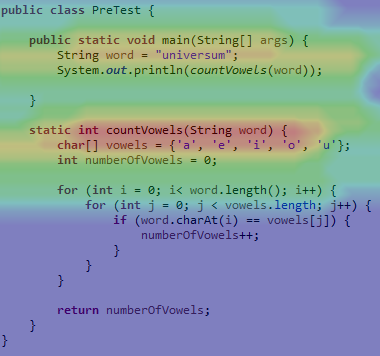 public class PreTest {
public static void main(String[] args) {
String word = "universum";
System.out.println(countVowels(word));
}
static int countVowels(String word) {
char[] vowels = {'a', 'e', 'i', 'o', 'u'};
int numberOfVowels = 0;
for (int i = 0; i< word.length(); i++) {
for (int j = 0; j < vowels.length; j++) {
if (word.charAt(i) == vowels[j]) {
numberOfVowels++;
}
}
}
return numberOfVowels;
}
}